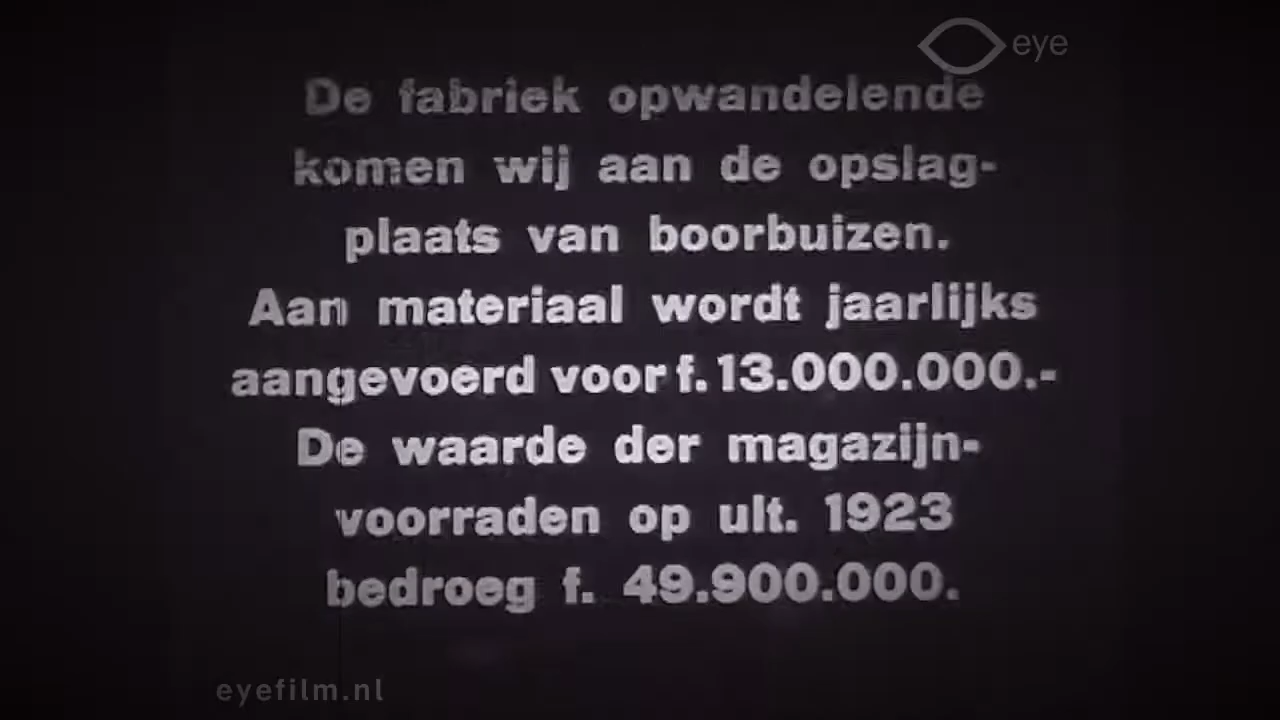 eye
De fabriek opwandelende
komen wij aan de opslag-
plaats van boorbuizen.
Aan materiaal wordt jaarlijks
aangevoerd voor f. 13.000.000.-
De waarde der magazijn-
voorraden op ult. 1923
bedroeg f. 49.900.000.
eyefilm.nl